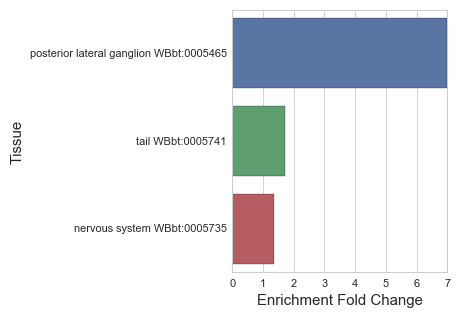 posterior lateral ganglion WBbt:0005465
tail WBbt:0005741
nervous system WBbt:0005735
Tissue
0 1 2 3 4 5 6 7
Enrichment Fold Change